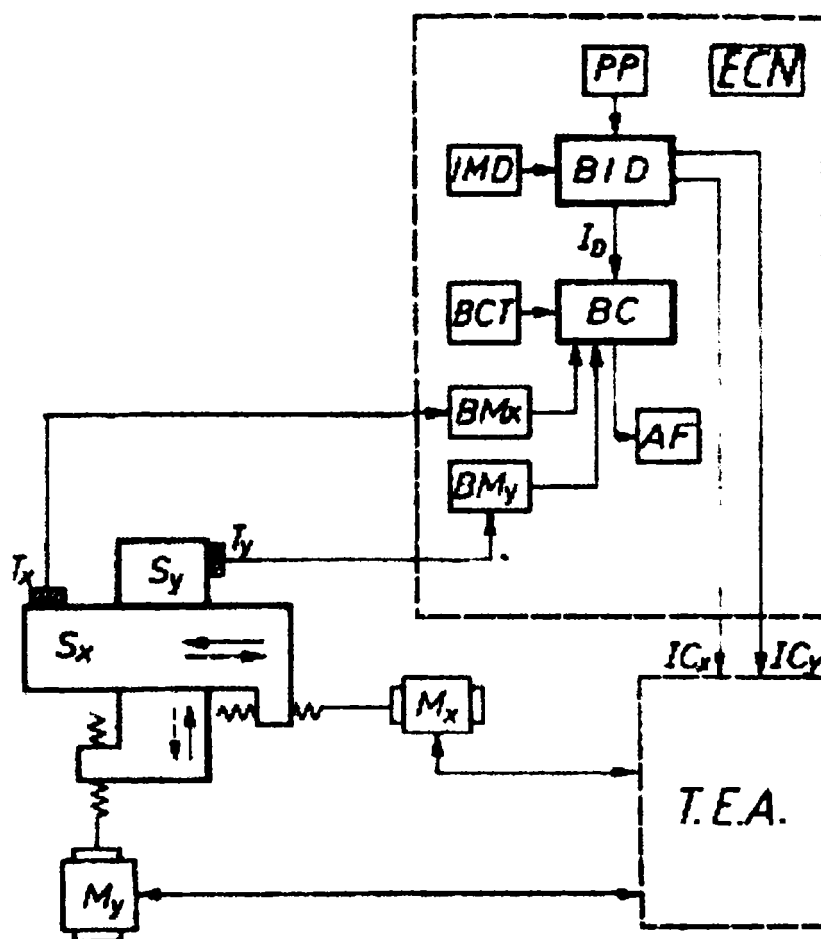 PP
ECN
IMD
BID
I_D
BCT
BC
BMx
AF
BMy
Tx
Ty
Sy
Sx
ICx
ICy
Mx
T.E.A.
My